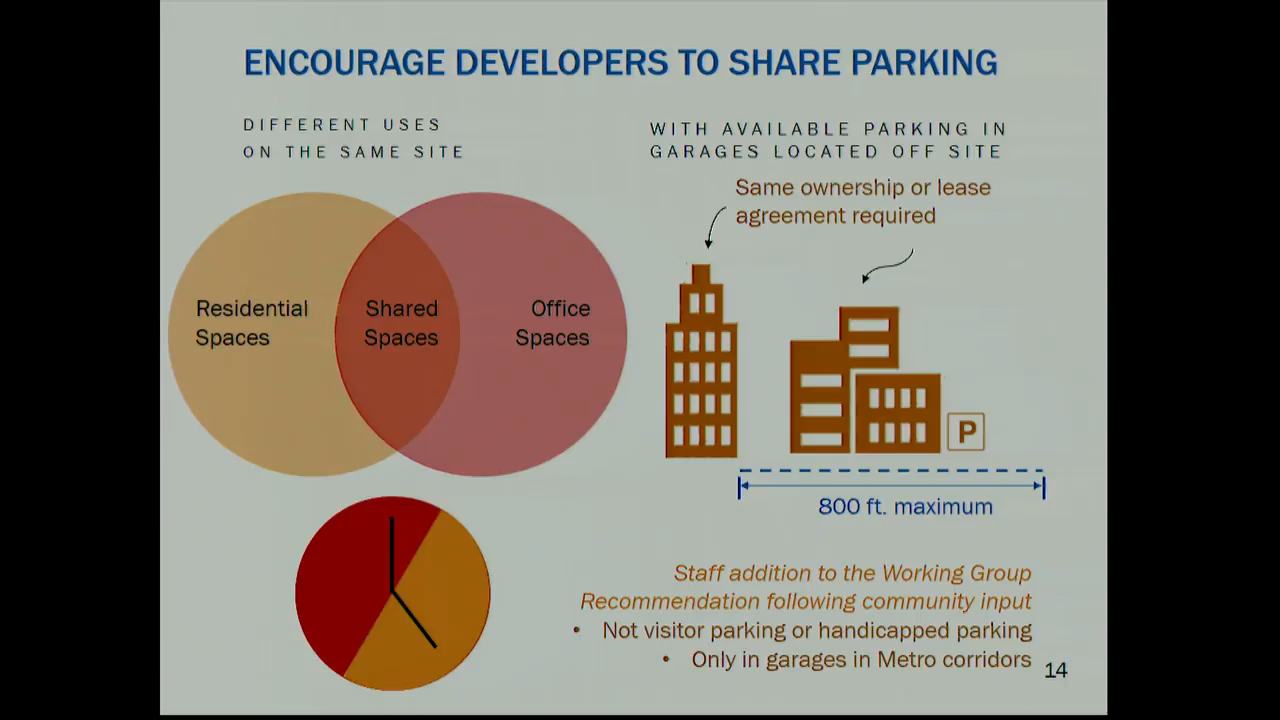 ENCOURAGE DEVELOPERS TO SHARE PARKING
DIFFERENT USES
ON THE SAME SITE
WITH AVAILABLE PARKING IN
GARAGES LOCATED OFF SITE
Same ownership or lease
agreement required
Residential
Spaces
Shared
Spaces
Office
Spaces
P
800 ft. maximum
Staff addition to the Working Group
Recommendation following community input
• Not visitor parking or handicapped parking
• Only in garages in Metro corridors
14